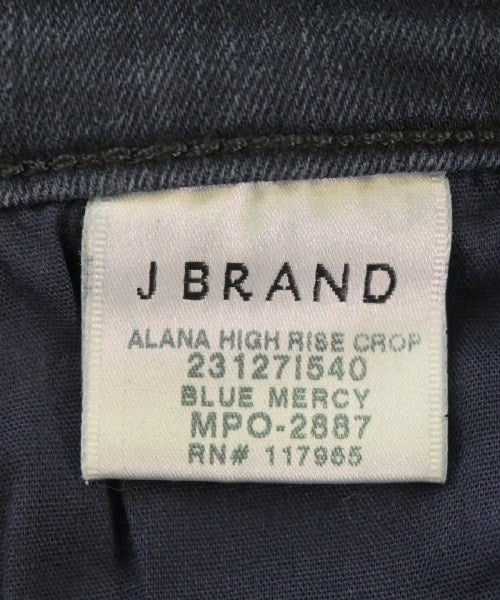 J BRAND
ALANA HIGH RISE CROP
23127I540
BLUE MERCY
MPO-2887
RN# 117965